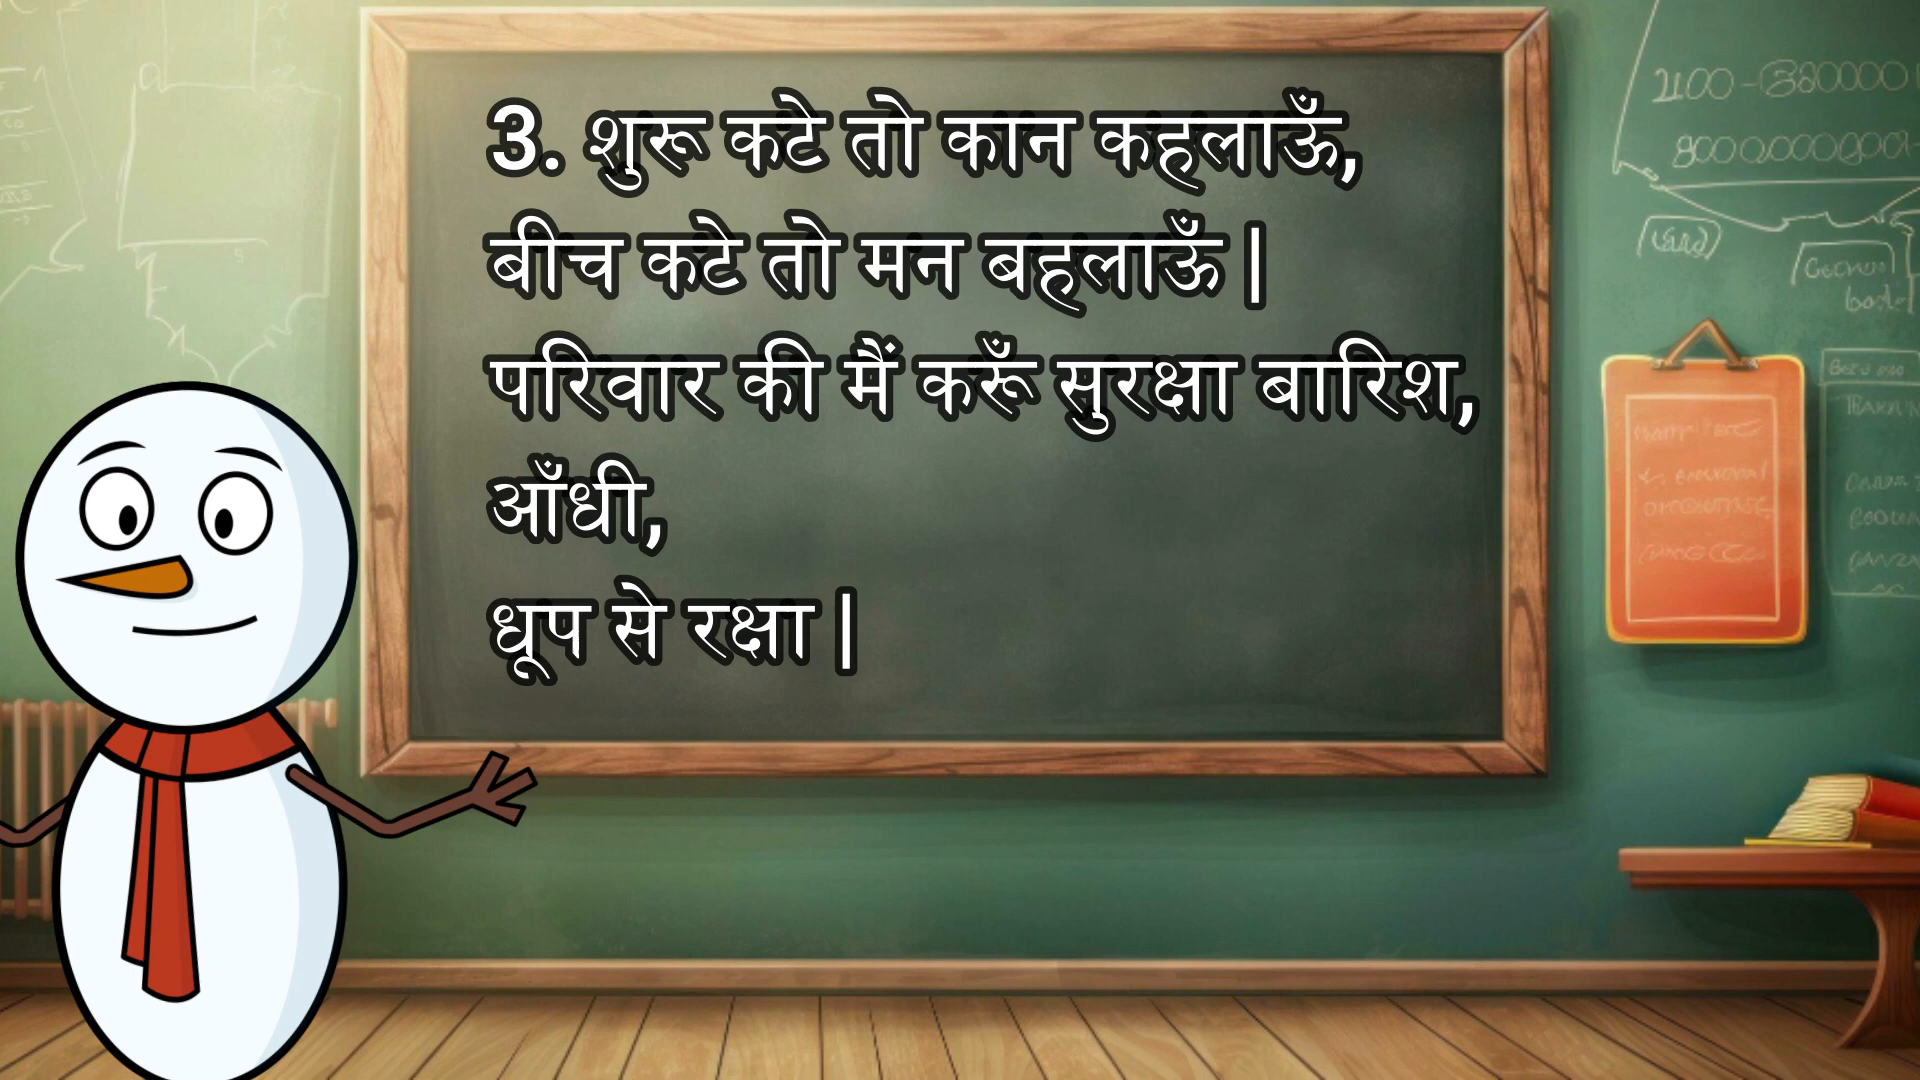 3. शुरू कटे तो कान कहलाऊँ,
बीच कटे तो मन बहलाऊँ |
परिवार की मैं करूँ सुरक्षा बारिश,
आँधी,
धूप से रक्षा |